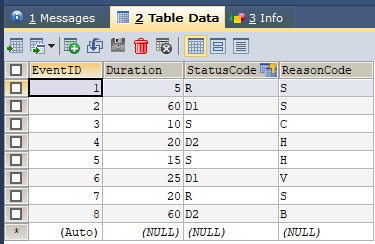 1 Messages 2 Table Data 3 Info
EventID Duration StatusCode ReasonCode
1 5 R S
2 60 D1 S
3 10 S C
4 20 D2 H
5 15 S H
6 25 D1 V
7 20 R S
8 60 D2 B
* (Auto) (NULL) (NULL) (NULL)